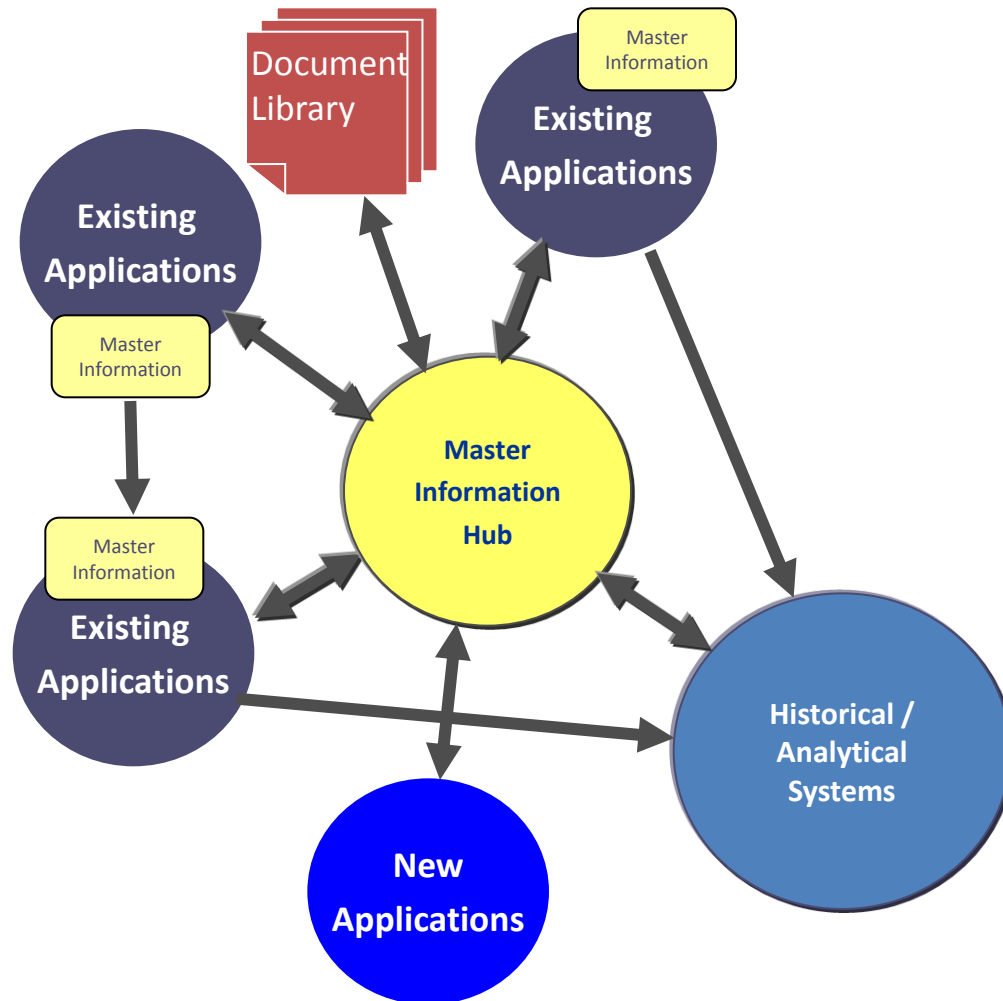 Document
Library
Master
Information
Existing
Applications
Existing
Applications
Master
Information
Master
Information
Hub
Master
Information
Existing
Applications
Historical /
Analytical
Systems
New
Applications